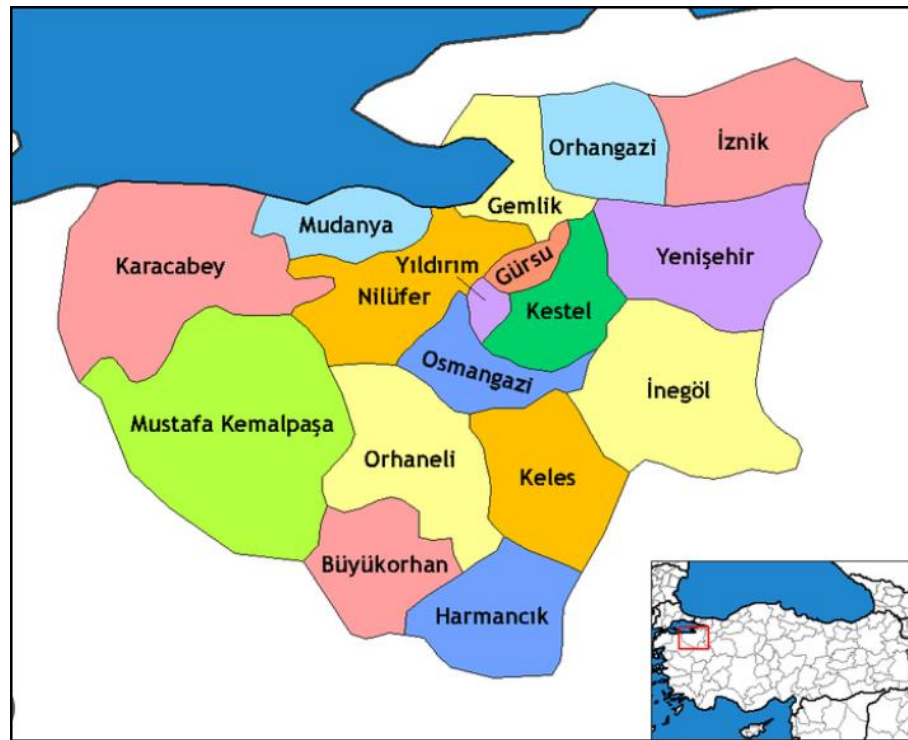 Orhangazi
İznik
Gemlik
Mudanya
Karacabey
Yıldırım
Gürsu
Yenişehir
Nilüfer
Kestel
Osmangazi
İnegöl
Mustafa Kemalpaşa
Orhaneli
Keles
Büyükorhan
Harmancık